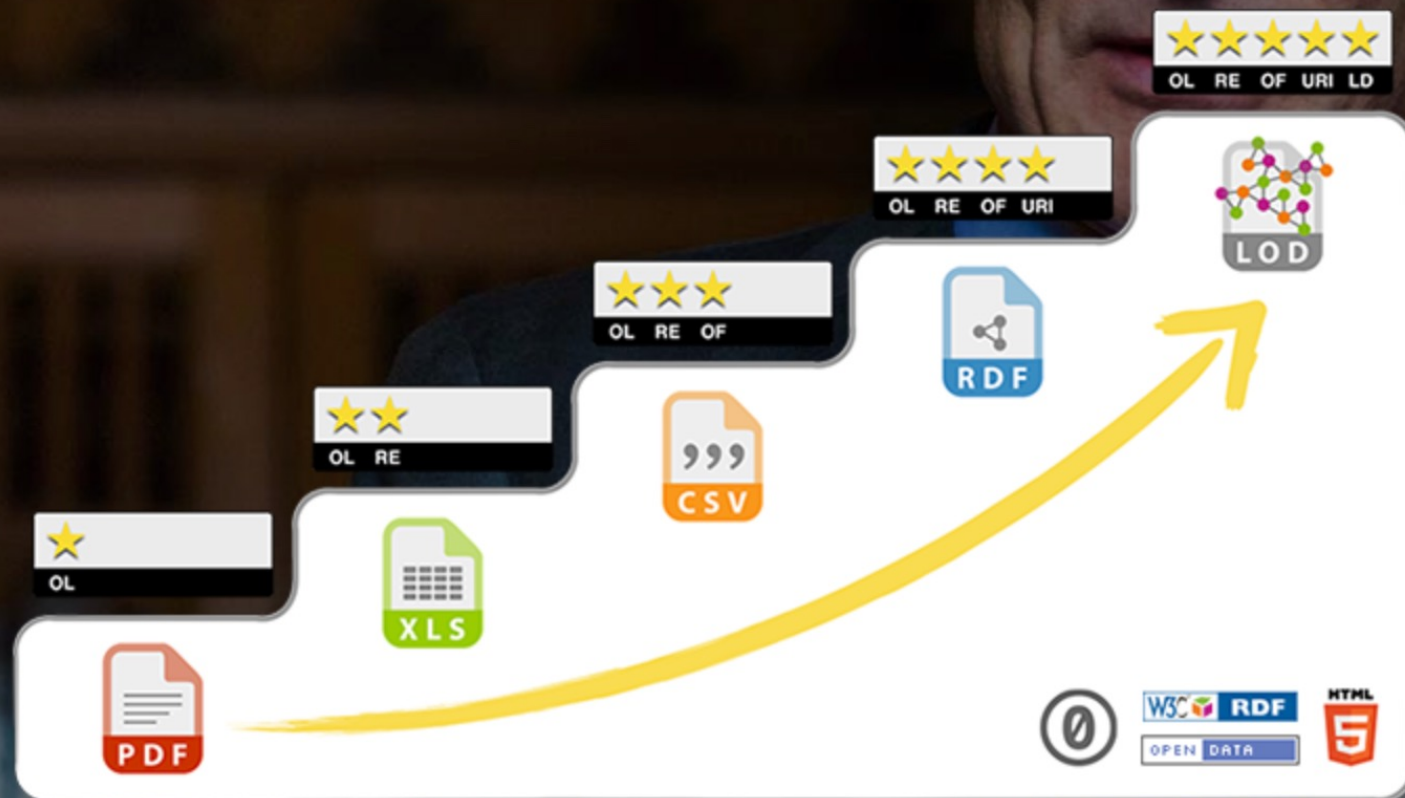 OL RE OF URI LD
LOD
OL RE OF URI
RDF
OL RE OF
CSV
OL RE
XLS
OL
PDF
0
W3C RDF
OPEN DATA
HTML
5